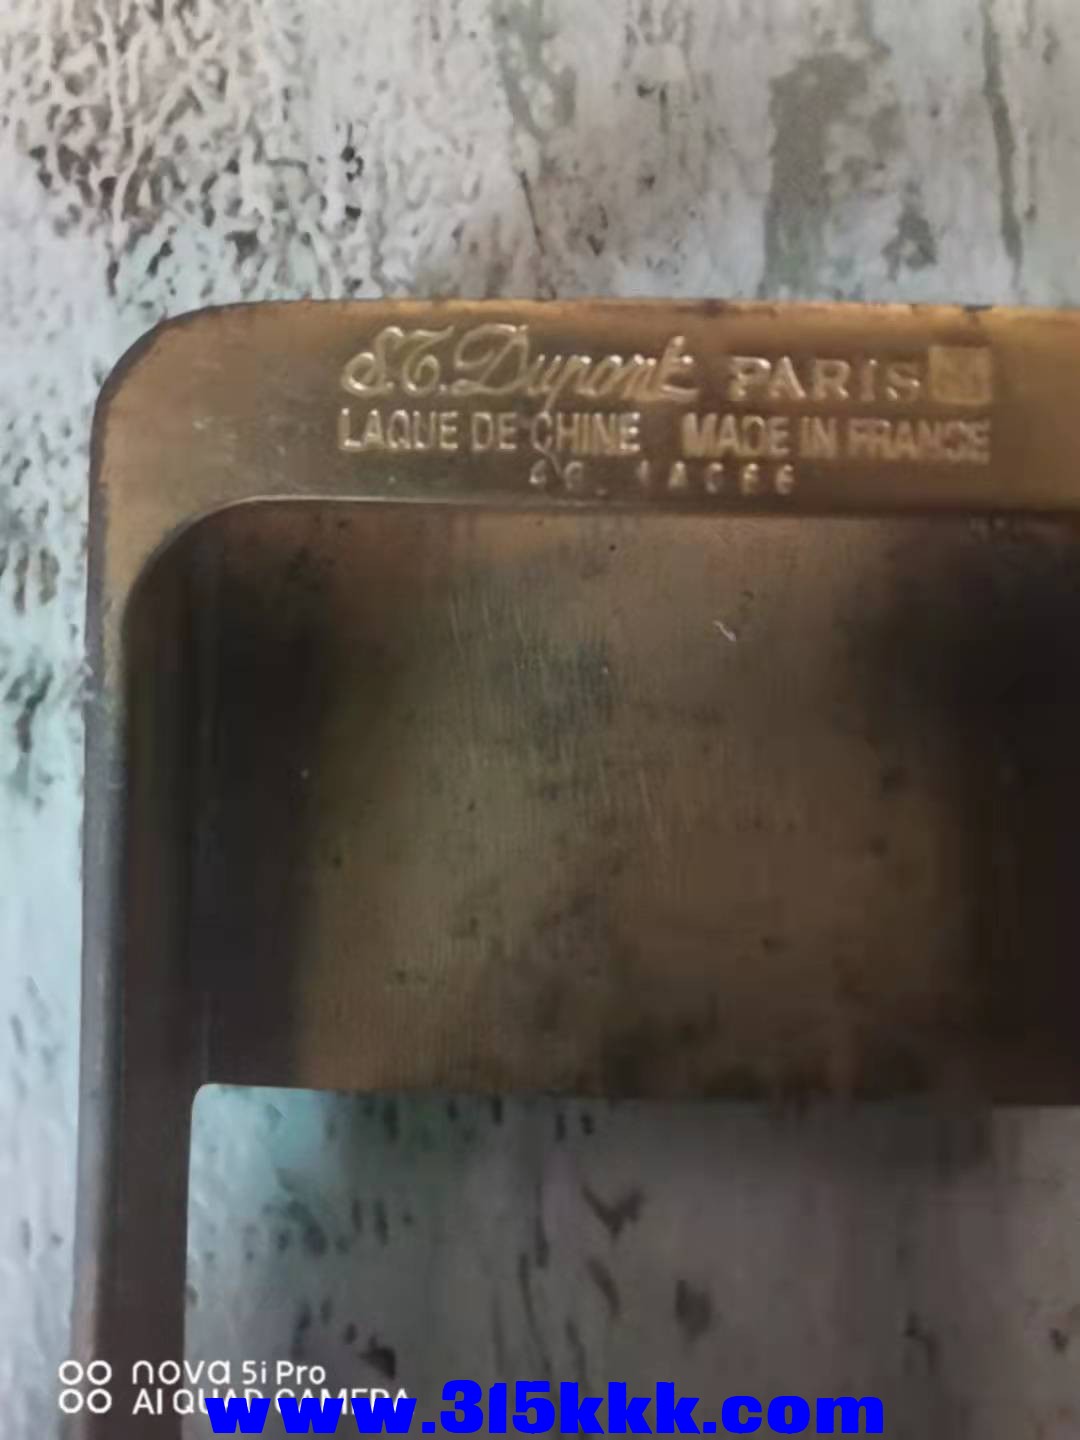 S.T. Dupont PARIS
LAQUE DE CHINE MADE IN FRANCE
nova 5i Pro
AI QUAD CAMERA
www.315kkk.com